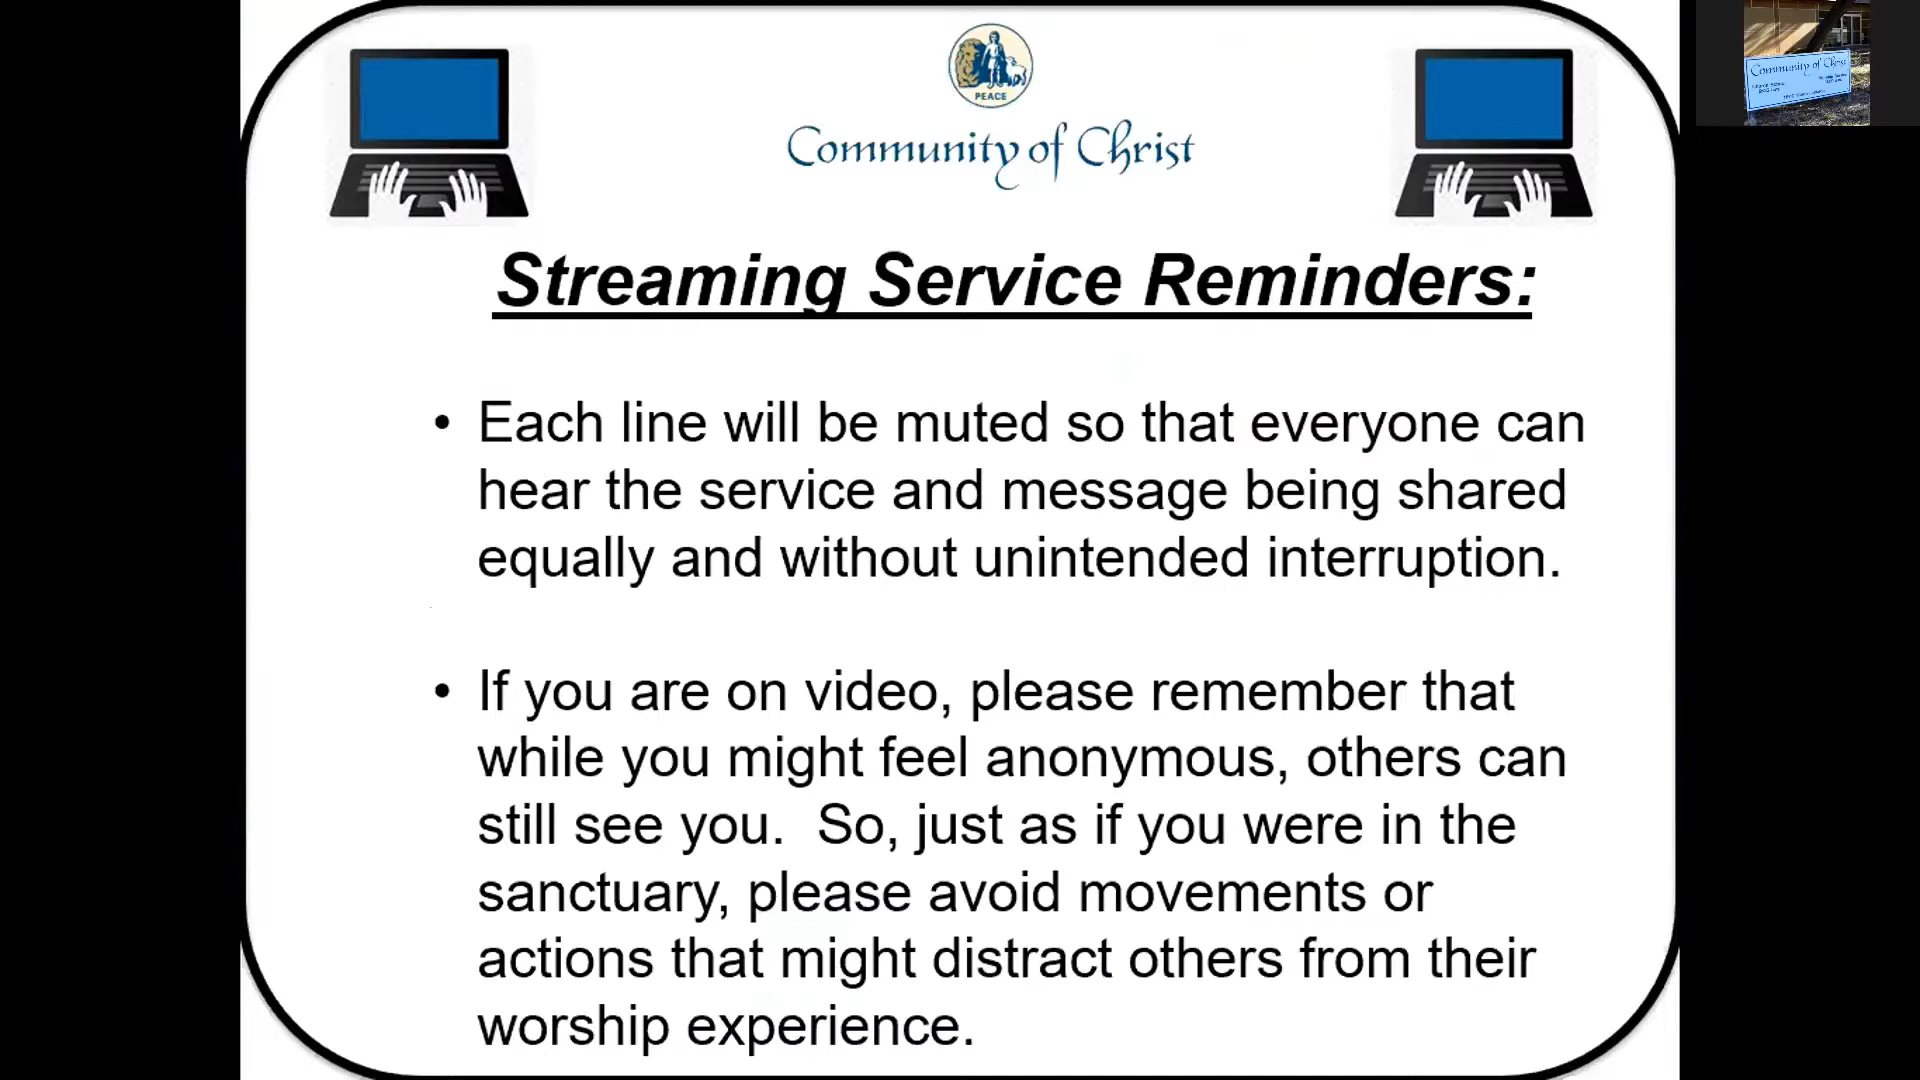 PEACE
Community of Christ
Community of Christ
Streaming Service Reminders:
• Each line will be muted so that everyone can
hear the service and message being shared
equally and without unintended interruption.
• If you are on video, please remember that
while you might feel anonymous, others can
still see you.  So, just as if you were in the
sanctuary, please avoid movements or
actions that might distract others from their
worship experience.